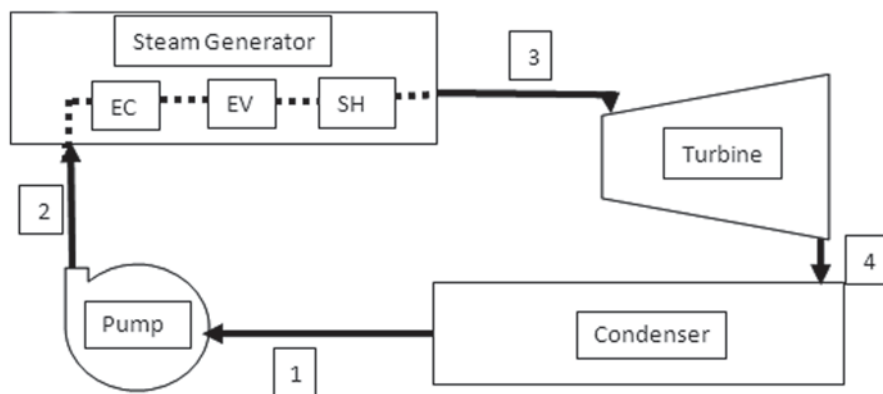 Steam Generator
3
EC
EV
SH
Turbine
2
4
Pump
Condenser
1